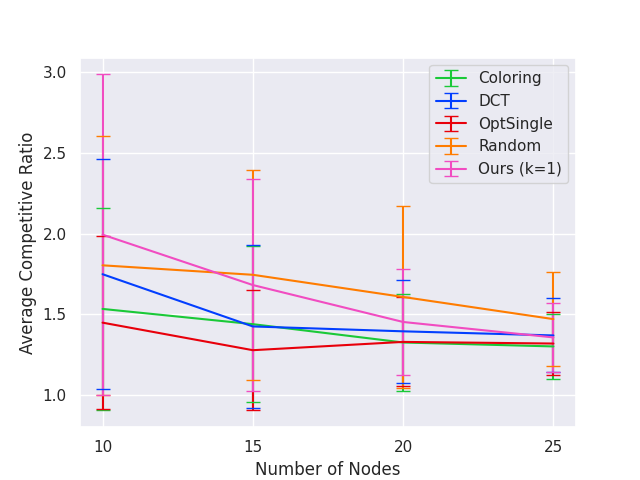 3.0
2.5
2.0
1.5
1.0
Average Competitive Ratio
10
15
20
25
Number of Nodes
Coloring
DCT
OptSingle
Random
Ours (k=1)